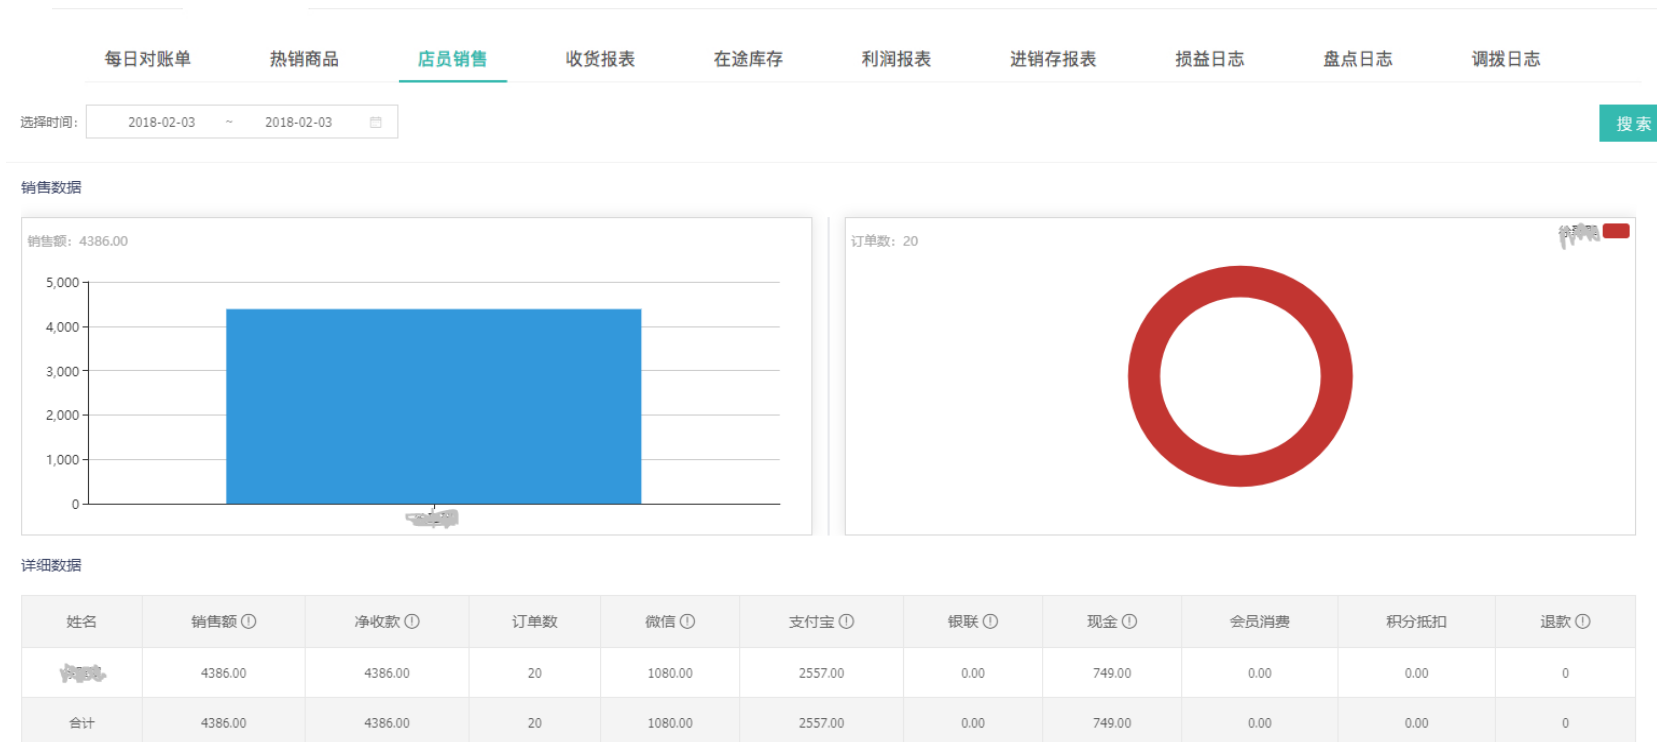 每日对账单 热销商品 店员销售 收货报表 在途库存 利润报表 进销存报表 损益日志 盘点日志 调拨日志
选择时间: 2018-02-03 ~ 2018-02-03 搜索
销售数据
销售额: 4386.00
5,000
4,000
3,000
2,000
1,000
0
订单数: 20
详细数据
姓名 销售额 净收款 订单数 微信 支付宝 银联 现金 会员消费 积分抵扣 退款
4386.00 4386.00 20 1080.00 2557.00 0.00 749.00 0.00 0.00 0
合计 4386.00 4386.00 20 1080.00 2557.00 0.00 749.00 0.00 0.00 0